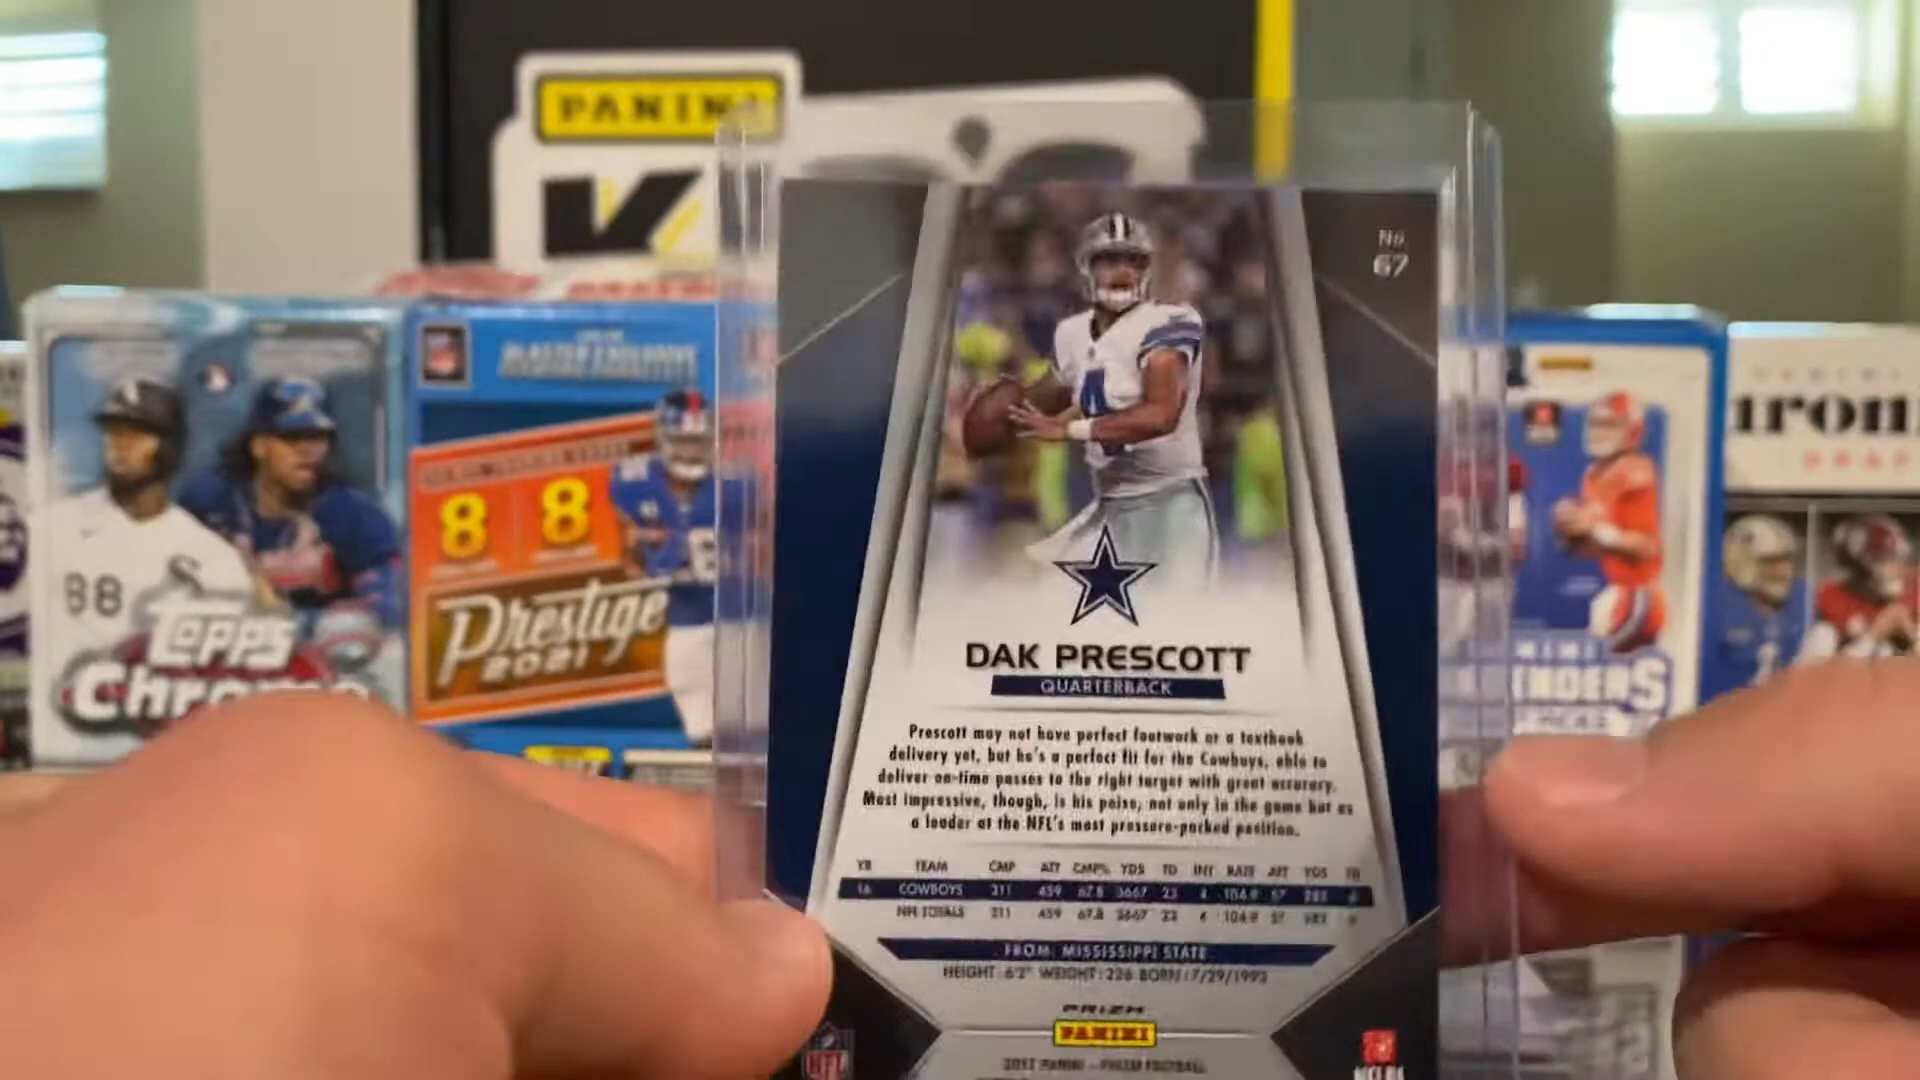 PANINI
No
67
8
8
Prestige
2021
88
Topps
Chrome
DAK PRESCOTT
QUARTERBACK
Prescott may not have perfect footwork or a textbook
delivery yet, but he's a perfect fit for the Cowboys, able to
deliver on-time passes to the right target with great accuracy.
Most impressive, though, is his poise, not only in the game but as
a leader at the NFL's most pressure-packed position.
YR TEAM CMP ATT CMP% YDS TD INT RATE ATT YDS TD
16 COWBOYS 311 459 67.8 3667 23 4 104.9 57 282 6
NFL TOTALS 311 459 67.8 3667 23 4 104.9 57 282 6
FROM: MISSISSIPPI STATE
HEIGHT: 6'2" WEIGHT: 226 BORN: 7/29/1993
PRIZM
PANINI
NFL
2017 PANINI – PRIZM FOOTBALL